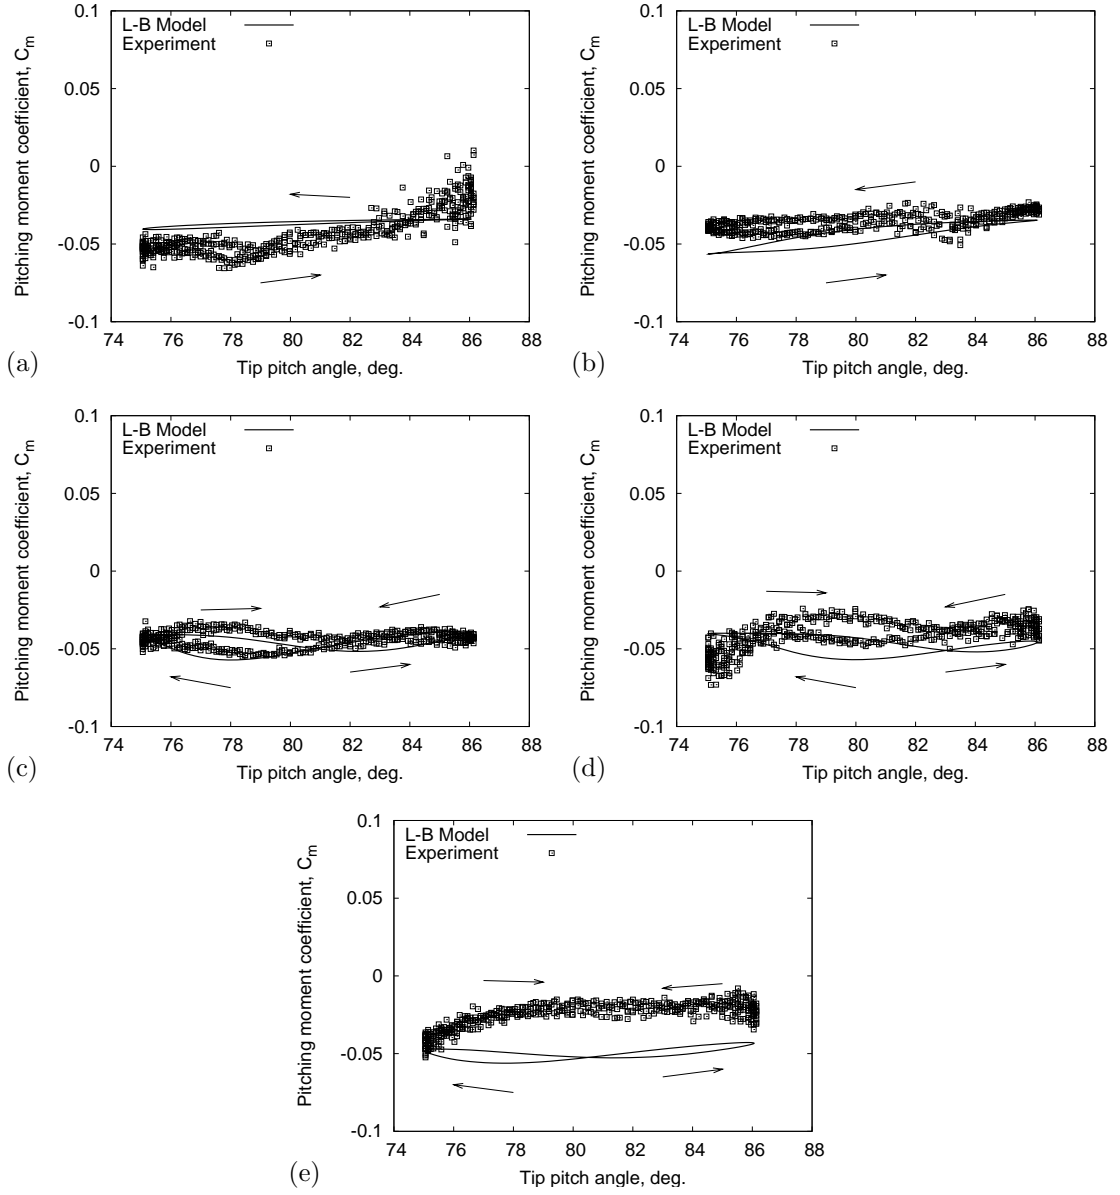 0.1
0.05
0
-0.05
-0.1
Pitching moment coefficient, Cm
L-B Model
Experiment
74 76 78 80 82 84 86 88
Tip pitch angle, deg.
(a)
0.1
0.05
0
-0.05
-0.1
Pitching moment coefficient, Cm
L-B Model
Experiment
74 76 78 80 82 84 86 88
Tip pitch angle, deg.
(b)
0.1
0.05
0
-0.05
-0.1
Pitching moment coefficient, Cm
L-B Model
Experiment
74 76 78 80 82 84 86 88
Tip pitch angle, deg.
(c)
0.1
0.05
0
-0.05
-0.1
Pitching moment coefficient, Cm
L-B Model
Experiment
74 76 78 80 82 84 86 88
Tip pitch angle, deg.
(d)
0.1
0.05
0
-0.05
-0.1
Pitching moment coefficient, Cm
L-B Model
Experiment
74 76 78 80 82 84 86 88
Tip pitch angle, deg.
(e)